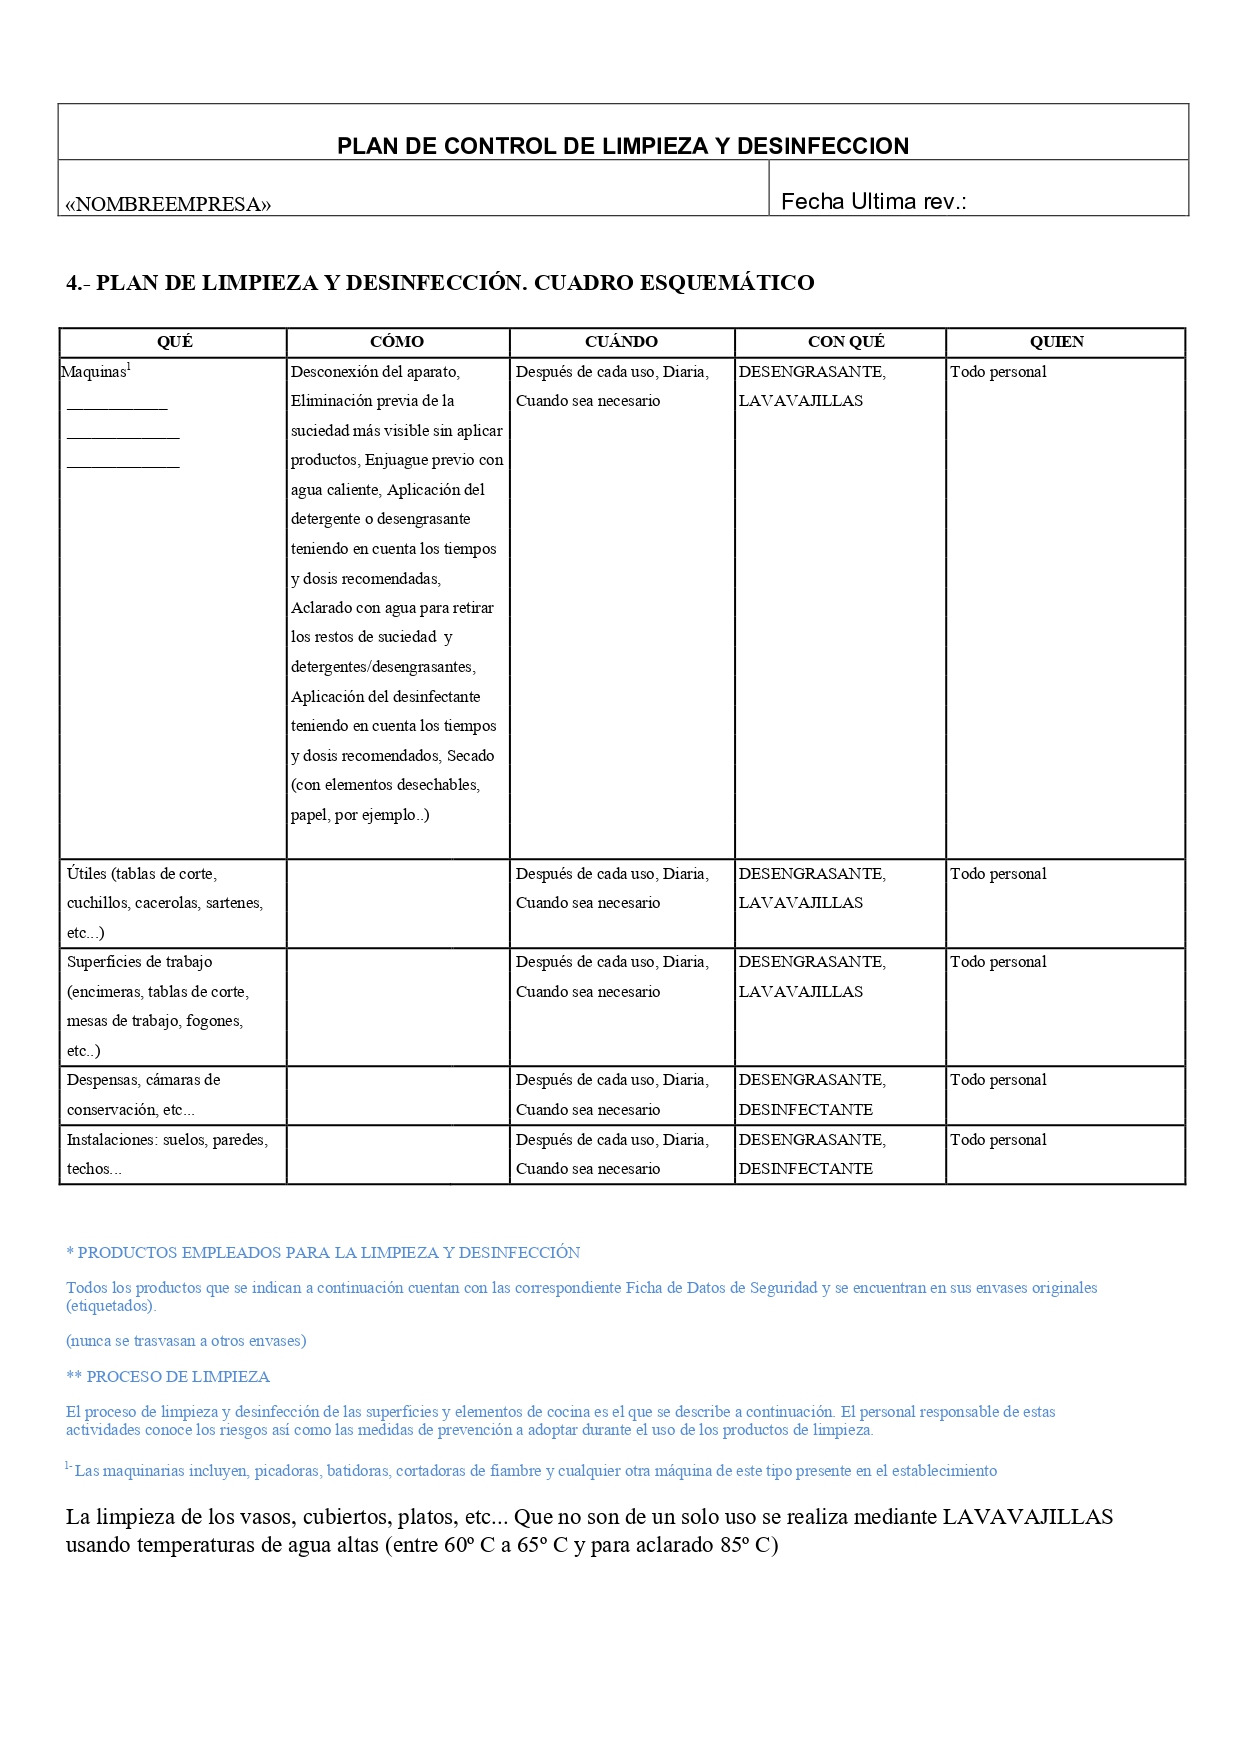 PLAN DE CONTROL DE LIMPIEZA Y DESINFECCION
«NOMBREEMPRESA»
Fecha Ultima rev.:
4.- PLAN DE LIMPIEZA Y DESINFECCIÓN. CUADRO ESQUEMÁTICO
QUÉ
CÓMO
CUÁNDO
CON QUÉ
QUIEN
Maquinas1
____________
_____________
_____________
Desconexión del aparato,
Eliminación previa de la
suciedad más visible sin aplicar
productos, Enjuague previo con
agua caliente, Aplicación del
detergente o desengrasante
teniendo en cuenta los tiempos
y dosis recomendadas,
Aclarado con agua para retirar
los restos de suciedad y
detergentes/desengrasantes,
Aplicación del desinfectante
teniendo en cuenta los tiempos
y dosis recomendados, Secado
(con elementos desechables,
papel, por ejemplo..)
Después de cada uso, Diaria,
Cuando sea necesario
DESENGRASANTE,
LAVAVAJILLAS
Todo personal
Útiles (tablas de corte,
cuchillos, cacerolas, sartenes,
etc...)
Después de cada uso, Diaria,
Cuando sea necesario
DESENGRASANTE,
LAVAVAJILLAS
Todo personal
Superficies de trabajo
(encimeras, tablas de corte,
mesas de trabajo, fogones,
etc..)
Después de cada uso, Diaria,
Cuando sea necesario
DESENGRASANTE,
LAVAVAJILLAS
Todo personal
Despensas, cámaras de
conservación, etc...
Después de cada uso, Diaria,
Cuando sea necesario
DESENGRASANTE,
DESINFECTANTE
Todo personal
Instalaciones: suelos, paredes,
techos...
Después de cada uso, Diaria,
Cuando sea necesario
DESENGRASANTE,
DESINFECTANTE
Todo personal
* PRODUCTOS EMPLEADOS PARA LA LIMPIEZA Y DESINFECCIÓN
Todos los productos que se indican a continuación cuentan con las correspondiente Ficha de Datos de Seguridad y se encuentran en sus envases originales
(etiquetados).
(nunca se trasvasan a otros envases)
** PROCESO DE LIMPIEZA
El proceso de limpieza y desinfección de las superficies y elementos de cocina es el que se describe a continuación. El personal responsable de estas
actividades conoce los riesgos así como las medidas de prevención a adoptar durante el uso de los productos de limpieza.
1- Las maquinarias incluyen, picadoras, batidoras, cortadoras de fiambre y cualquier otra máquina de este tipo presente en el establecimiento
La limpieza de los vasos, cubiertos, platos, etc... Que no son de un solo uso se realiza mediante LAVAVAJILLAS
usando temperaturas de agua altas (entre 60º C a 65º C y para aclarado 85º C)